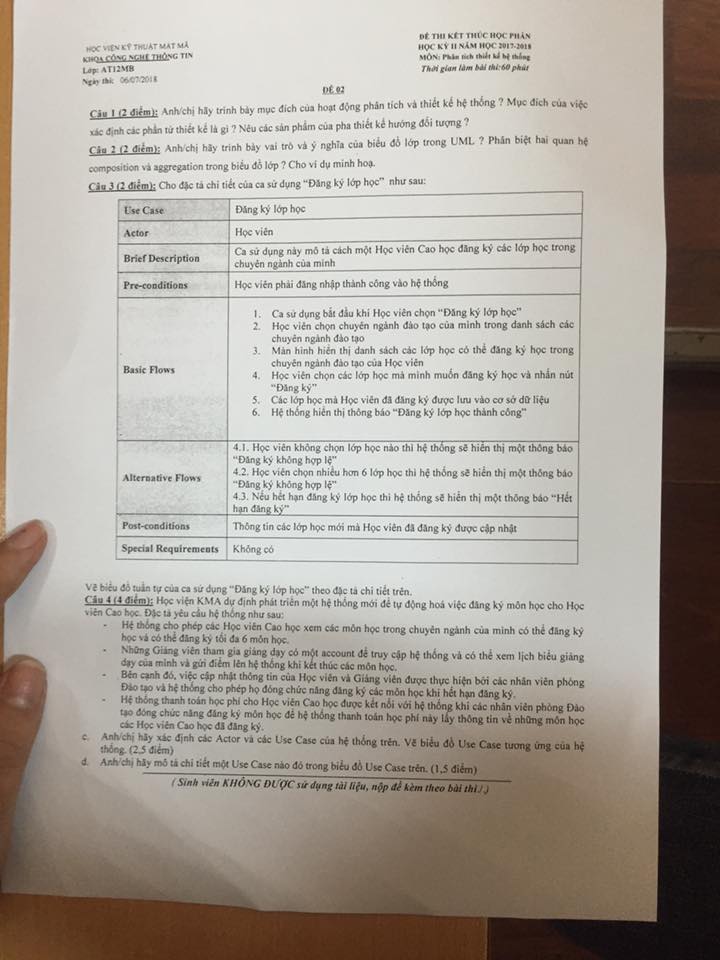 HỌC VIỆN KỸ THUẬT MẬT MÃ
KHOA CÔNG NGHỆ THÔNG TIN
Lớp: AT12MB
Ngày thi: 06/07/2018
ĐỀ THI KẾT THÚC HỌC PHẦN
HỌC KỲ II NĂM HỌC 2017-2018
MÔN: Phân tích thiết kế hệ thống
Thời gian làm bài thi:60 phút
ĐỀ 02
Câu 1 (2 điểm): Anh/chị hãy trình bày mục đích của hoạt động phân tích và thiết kế hệ thống ? Mục đích của việc
xác định các phần tử thiết kế là gì ? Nêu các sản phẩm của pha thiết kế hướng đối tượng ?
Câu 2 (2 điểm): Anh/chị hãy trình bày vai trò và ý nghĩa của biểu đồ lớp trong UML ? Phân biệt hai quan hệ
composition và aggregation trong biểu đồ lớp ? Cho ví dụ minh hoạ.
Câu 3 (2 điểm): Cho đặc tả chi tiết của ca sử dụng “Đăng ký lớp học” như sau:
Use Case
Đăng ký lớp học
Actor
Học viên
Brief Description
Ca sử dụng này mô tả cách một Học viên Cao học đăng ký các lớp học trong
chuyên ngành của mình
Pre-conditions
Học viên phải đăng nhập thành công vào hệ thống
Basic Flows
1. Ca sử dụng bắt đầu khi Học viên chọn “Đăng ký lớp học”
2. Học viên chọn chuyên ngành đào tạo của mình trong danh sách các
chuyên ngành đào tạo
3. Màn hình hiển thị danh sách các lớp học có thể đăng ký học trong
chuyên ngành đào tạo của Học viên
4. Học viên chọn các lớp học mà mình muốn đăng ký học và nhấn nút
“Đăng ký”
5. Các lớp học mà Học viên đã đăng ký được lưu vào cơ sở dữ liệu
6. Hệ thống hiển thị thông báo “Đăng ký lớp học thành công”
Alternative Flows
4.1. Học viên không chọn lớp học nào thì hệ thống sẽ hiển thị một thông báo
“Đăng ký không hợp lệ”
4.2. Học viên chọn nhiều hơn 6 lớp học thì hệ thống sẽ hiển thị một thông báo
“Đăng ký không hợp lệ”
4.3. Nếu hết hạn đăng ký lớp học thì hệ thống sẽ hiển thị một thông báo “Hết
hạn đăng ký”
Post-conditions
Thông tin các lớp học mới mà Học viên đã đăng ký được cập nhật
Special Requirements
Không có
Vẽ biểu đồ tuần tự của ca sử dụng “Đăng ký lớp học” theo đặc tả chi tiết trên.
Câu 4 (4 điểm): Học viện KMA dự định phát triển một hệ thống mới để tự động hoá việc đăng ký môn học cho Học
viên Cao học. Đặc tả yêu cầu hệ thống như sau:
- Hệ thống cho phép các Học viên Cao học xem các môn học trong chuyên ngành của mình có thể đăng ký
học và có thể đăng ký tối đa 6 môn học.
- Những Giảng viên tham gia giảng dạy có một account để truy cập hệ thống và có thể xem lịch biểu giảng
dạy của mình và gửi điểm lên hệ thống khi kết thúc các môn học.
- Bên cạnh đó, việc cập nhật thông tin của Học viên và Giảng viên được thực hiện bởi các nhân viên phòng
Đào tạo và hệ thống cho phép họ đóng chức năng đăng ký các môn học khi hết hạn đăng ký.
- Hệ thống thanh toán học phí cho Học viên Cao học được kết nối với hệ thống khi các nhân viên phòng Đào
tạo đóng chức năng đăng ký môn học để hệ thống thanh toán học phí này lấy thông tin về những môn học
các Học viên Cao học đã đăng ký.
c. Anh/chị hãy xác định các Actor và các Use Case của hệ thống trên. Vẽ biểu đồ Use Case tương ứng của hệ
thống. (2,5 điểm)
d. Anh/chị hãy mô tả chi tiết một Use Case nào đó trong biểu đồ Use Case trên. (1,5 điểm)
( Sinh viên KHÔNG ĐƯỢC sử dụng tài liệu, nộp đề kèm theo bài thi./.)